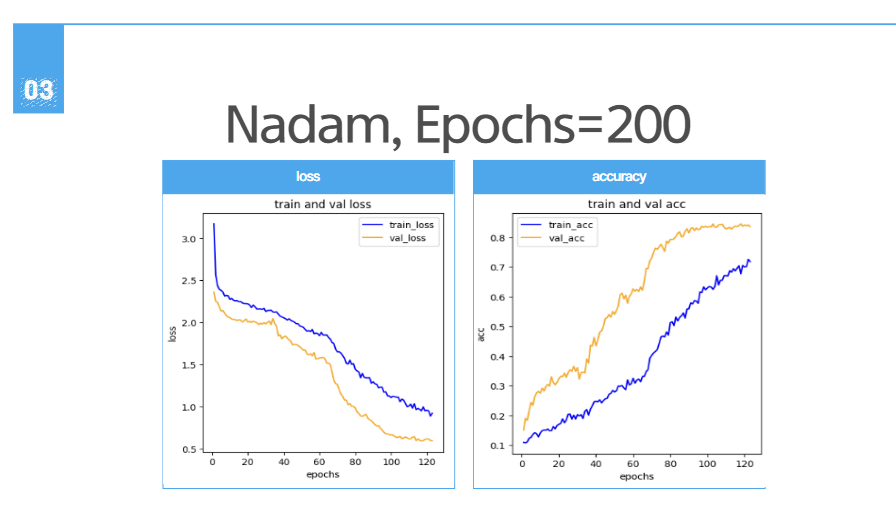 03
Nadam, Epochs=200
loss
accuracy
train and val loss
train_loss
val_loss
3.0
2.5
2.0
1.5
1.0
0.5
loss
0 20 40 60 80 100 120
epochs
train and val acc
train_acc
val_acc
0.8
0.7
0.6
0.5
0.4
0.3
0.2
0.1
acc
0 20 40 60 80 100 120
epochs